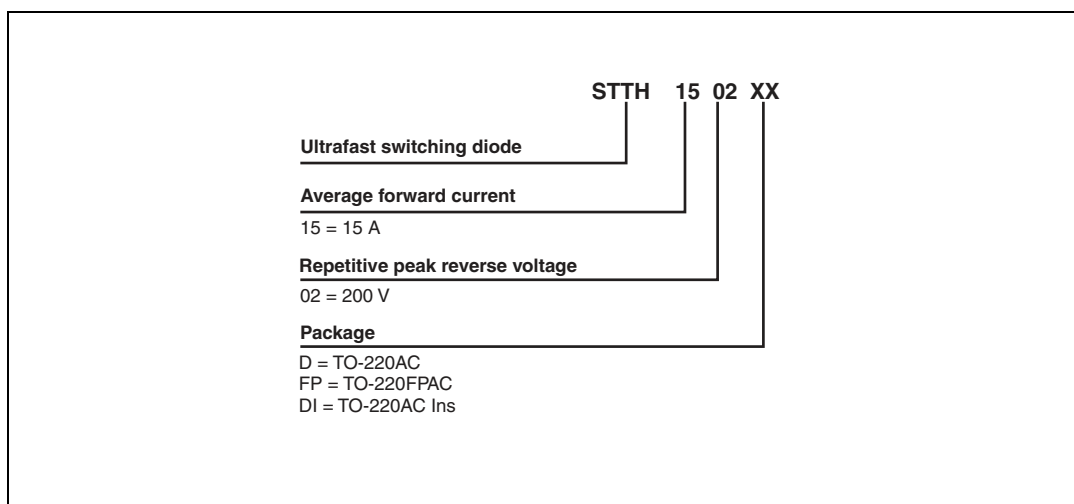 STTH 15 02 XX
Ultrafast switching diode
Average forward current
15 = 15 A
Repetitive peak reverse voltage
02 = 200 V
Package
D = TO-220AC
FP = TO-220FPAC
DI = TO-220AC Ins